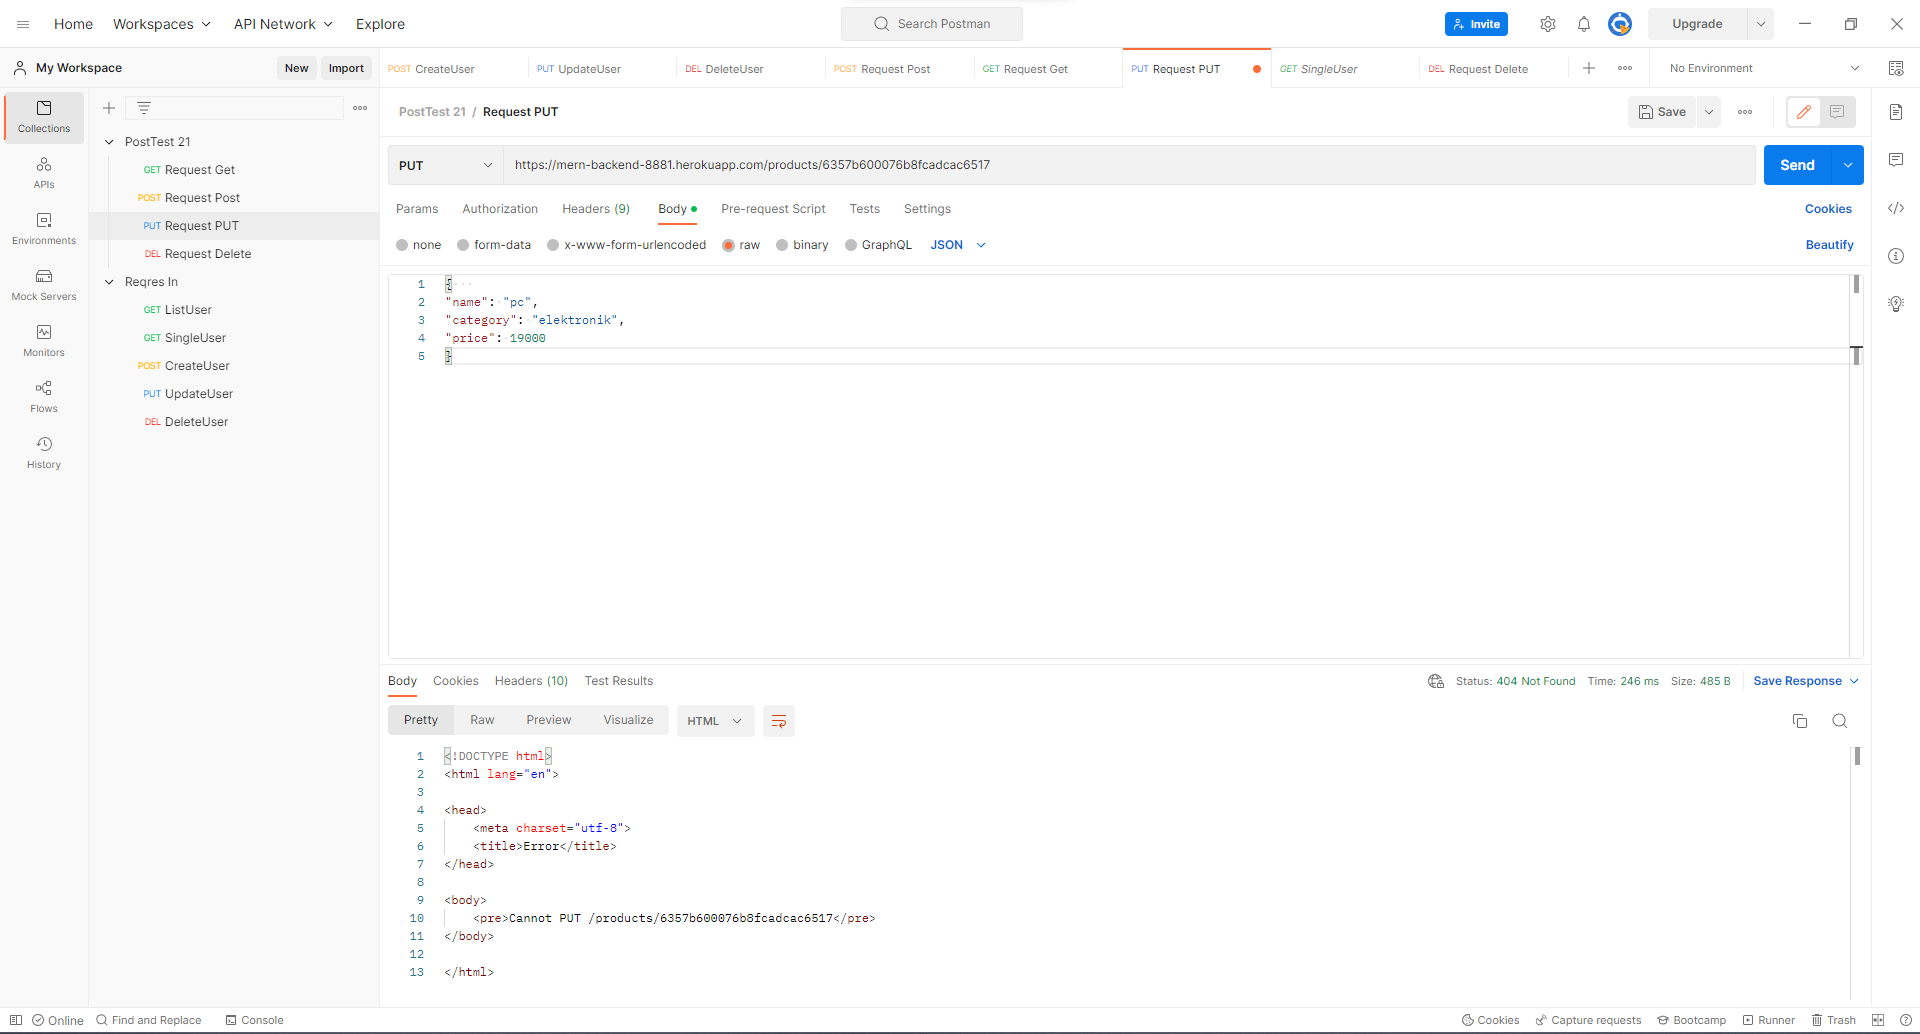 Home Workspaces API Network Explore Search Postman Invite Upgrade
My Workspace New Import
POST CreateUser PUT UpdateUser DEL DeleteUser POST Request Post GET Request Get PUT Request PUT GET SingleUser DEL Request Delete No Environment
Collections
APIs
Environments
Mock Servers
Monitors
Flows
History
PostTest 21
GET Request Get
POST Request Post
PUT Request PUT
DEL Request Delete
Reqres In
GET ListUser
GET SingleUser
POST CreateUser
PUT UpdateUser
DEL DeleteUser
PostTest 21 / Request PUT Save
PUT https://mern-backend-8881.herokuapp.com/products/6357b600076b8fcadcac6517 Send
Params Authorization Headers (9) Body Pre-request Script Tests Settings Cookies
none form-data x-www-form-urlencoded raw binary GraphQL JSON Beautify
1 {
2 "name": "pc",
3 "category": "elektronik",
4 "price": 19000
5 }
Body Cookies Headers (10) Test Results Status: 404 Not Found Time: 246 ms Size: 485 B Save Response
Pretty Raw Preview Visualize HTML
1 <!DOCTYPE html>
2 <html lang="en">
3
4 <head>
5 <meta charset="utf-8">
6 <title>Error</title>
7 </head>
8
9 <body>
10 <pre>Cannot PUT /products/6357b600076b8fcadcac6517</pre>
11 </body>
12
13 </html>
Online Find and Replace Console Cookies Capture requests Bootcamp Runner Trash